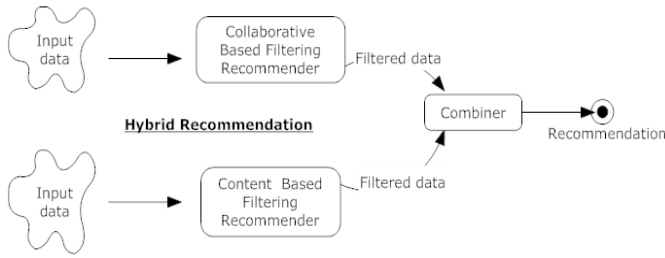 Input
data
Collaborative
Based Filtering
Recommender
Filtered data
Combiner
Recommendation
Hybrid Recommendation
Input
data
Content Based
Filtering
Recommender
Filtered data